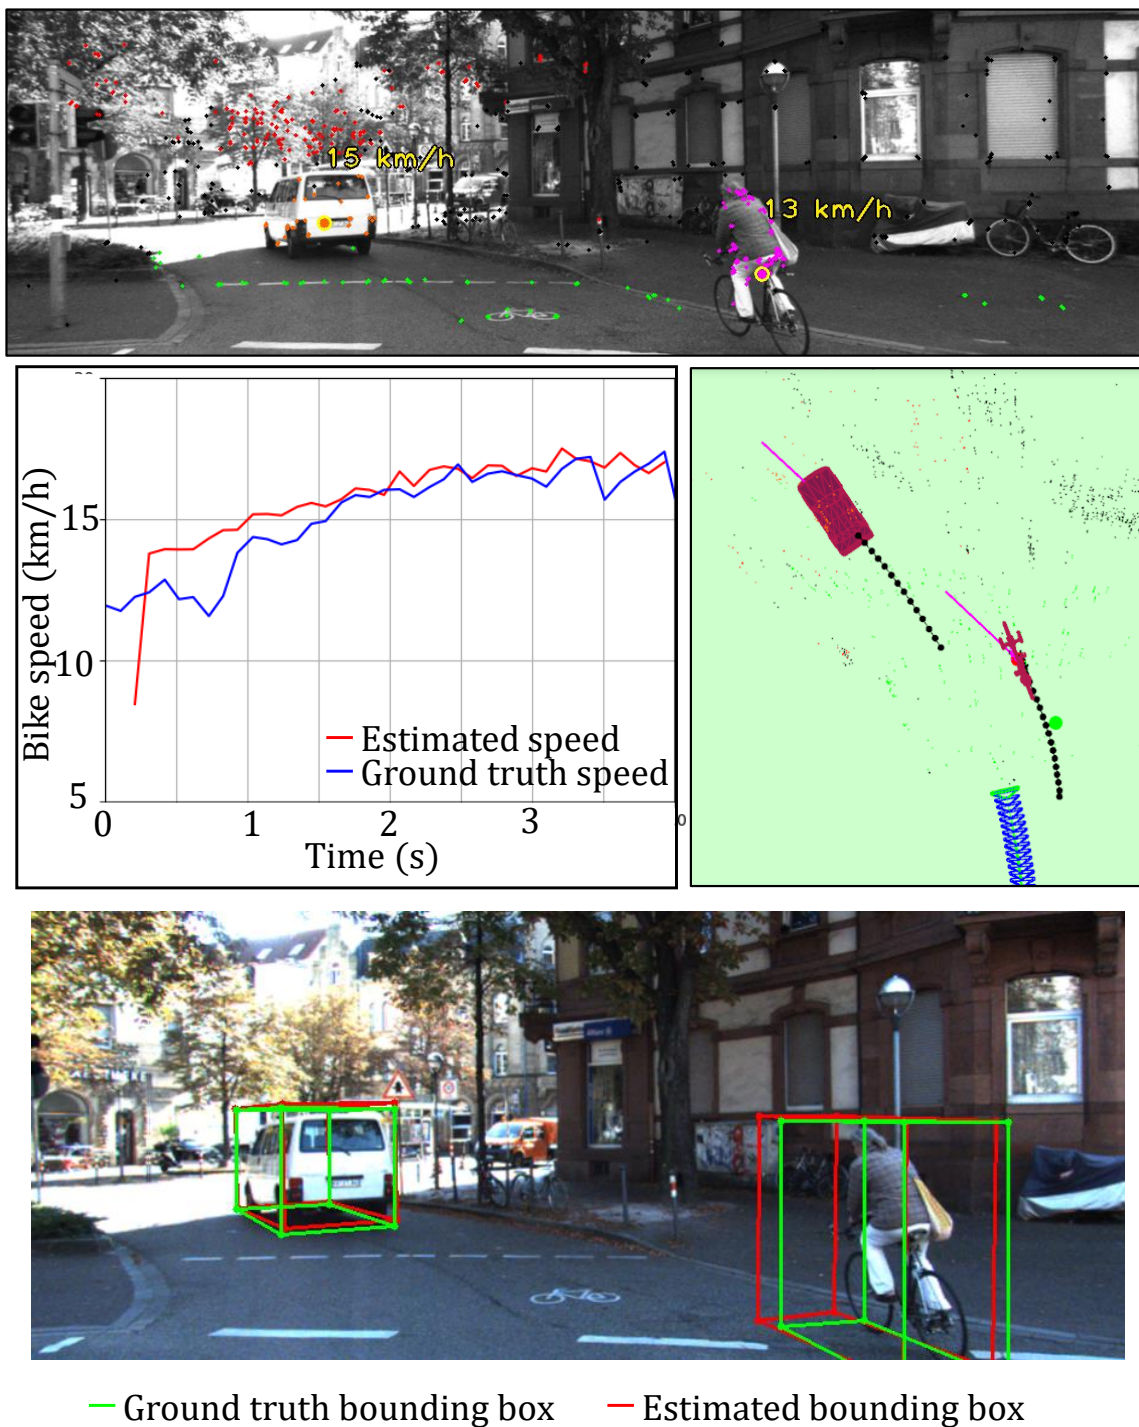 15 km/h
13 km/h
Bike speed (km/h)
15
10
5
0
1
2
3
Time (s)
Estimated speed
Ground truth speed
0
Ground truth bounding box
Estimated bounding box